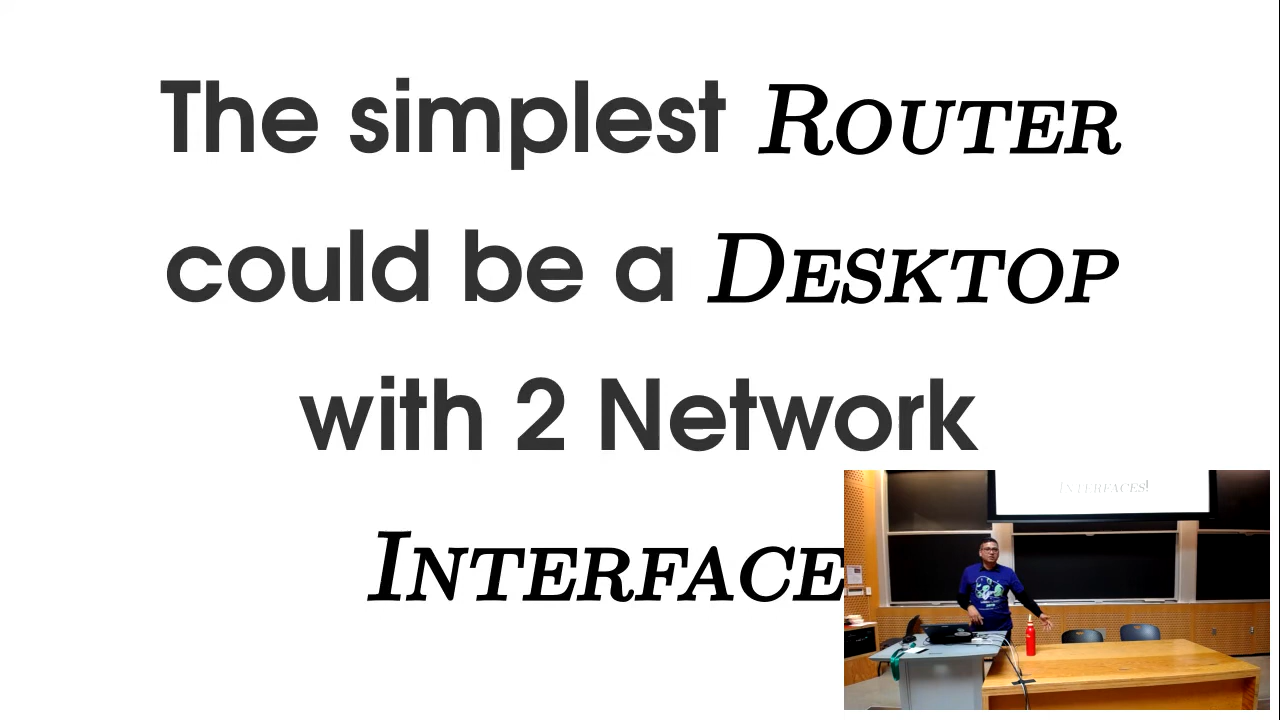 The simplest ROUTER
could be a DESKTOP
with 2 Network
INTERFACE
INTERFACES!